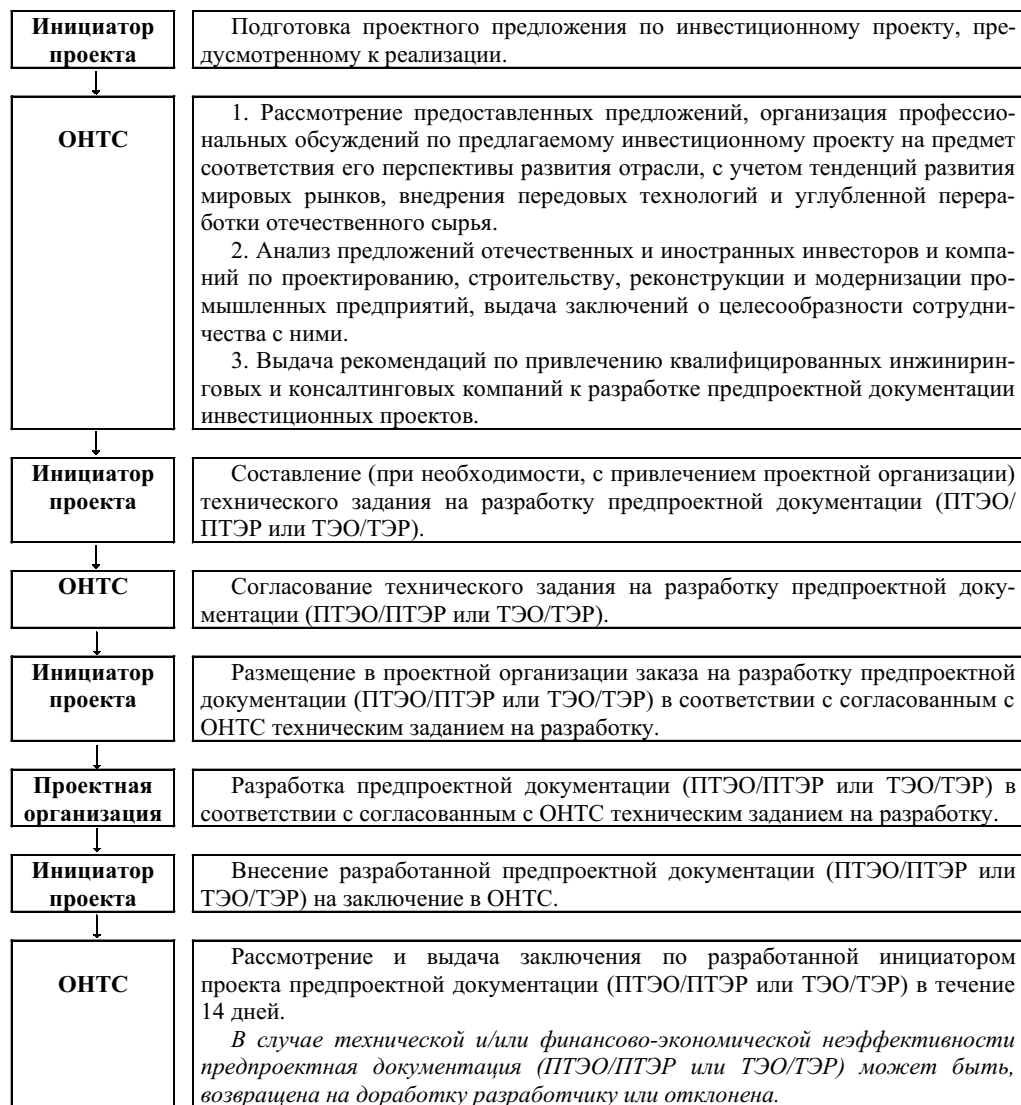 Инициатор
проекта
Подготовка проектного предложения по инвестиционному проекту, пре-
дусмотренному к реализации.
ОНТС
1. Рассмотрение предоставленных предложений, организация профессио-
нальных обсуждений по предлагаемому инвестиционному проекту на предмет
соответствия его перспективы развития отрасли, с учетом тенденций развития
мировых рынков, внедрения передовых технологий и углубленной перера-
ботки отечественного сырья.
2. Анализ предложений отечественных и иностранных инвесторов и компа-
ний по проектированию, строительству, реконструкции и модернизации про-
мышленных предприятий, выдача заключений о целесообразности сотрудни-
чества с ними.
3. Выдача рекомендаций по привлечению квалифицированных инжинирин-
говых и консалтинговых компаний к разработке предпроектной документации
инвестиционных проектов.
Инициатор
проекта
Составление (при необходимости, с привлечением проектной организации)
технического задания на разработку предпроектной документации (ПТЭО/
ПТЭР или ТЭО/ТЭР).
ОНТС
Согласование технического задания на разработку предпроектной доку-
ментации (ПТЭО/ПТЭР или ТЭО/ТЭР).
Инициатор
проекта
Размещение в проектной организации заказа на разработку предпроектной
документации (ПТЭО/ПТЭР или ТЭО/ТЭР) в соответствии с согласованным с
ОНТС техническим заданием на разработку.
Проектная
организация
Разработка предпроектной документации (ПТЭО/ПТЭР или ТЭО/ТЭР) в
соответствии с согласованным с ОНТС техническим заданием на разработку.
Инициатор
проекта
Внесение разработанной предпроектной документации (ПТЭО/ПТЭР или
ТЭО/ТЭР) на заключение в ОНТС.
ОНТС
Рассмотрение и выдача заключения по разработанной инициатором
проекта предпроектной документации (ПТЭО/ПТЭР или ТЭО/ТЭР) в течение
14 дней.
В случае технической и/или финансово-экономической неэффективности
предпроектная документация (ПТЭО/ПТЭР или ТЭО/ТЭР) может быть,
возвращена на доработку разработчику или отклонена.